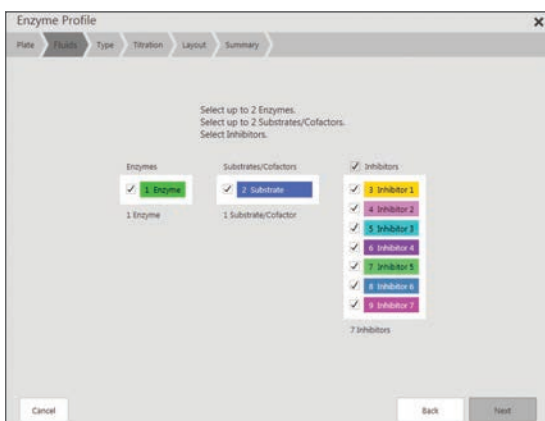 Enzyme Profile
Plate Fluids Type Titration Layout Summary
Select up to 2 Enzymes.
Select up to 2 Substrates/Cofactors.
Select Inhibitors.
Enzymes Substrates/Cofactors Inhibitors
1 Enzyme 2 Substrate 3 Inhibitor 1
1 Enzyme 1 Substrate/Cofactor 4 Inhibitor 2
5 Inhibitor 3
6 Inhibitor 4
7 Inhibitor 5
8 Inhibitor 6
9 Inhibitor 7
7 Inhibitors
Cancel Back Next